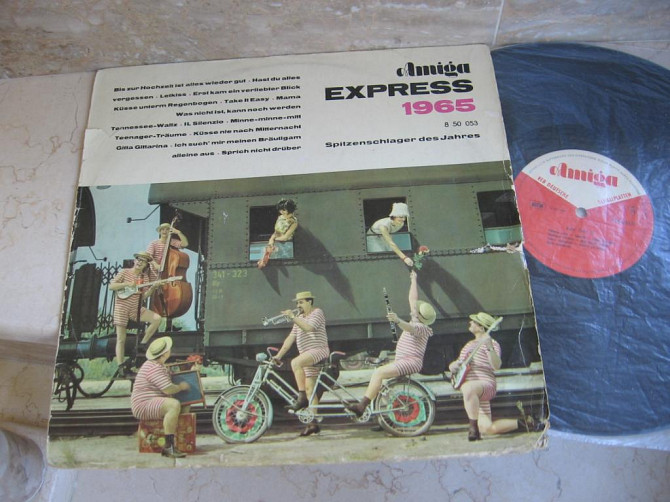 Amiga
EXPRESS
1965
8 50 053
Spitzenschlager des Jahres
Bis zur Hochzeit ist alles wieder gut · Hast du alles
vergessen · Letkiss · Erst kam ein verliebter Blick
Küsse unterm Regenbogen · Take It Easy · Mama
Was nicht ist, kann noch werden
Tennessee-Waltz · IL Silenzio · Minne-minne-mill
Teenager-Träume · Küsse nie nach Mitternacht
Gitta Gittarina · Ich such' mir meinen Bräutigam
alleine aus · Sprich nicht drüber
Amiga